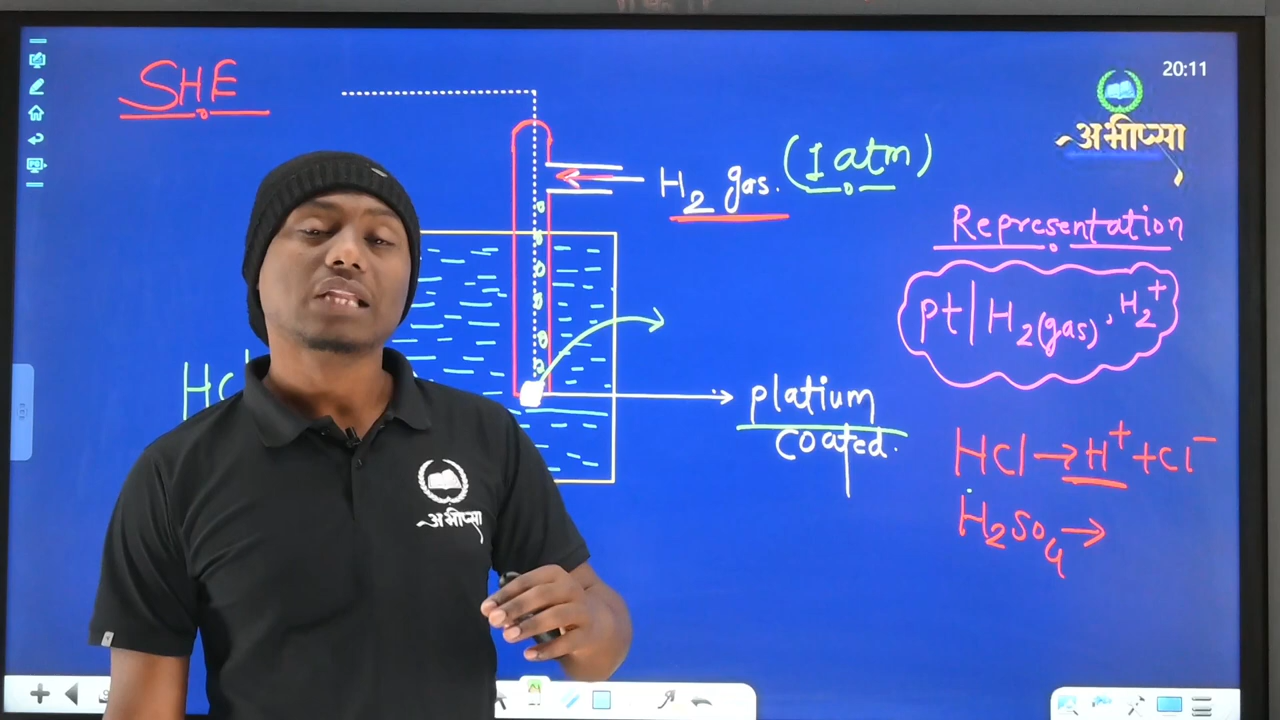 SHE
20:11
अभीप्सा
H₂ gas. (1 atm)
Representation
pt | H₂(gas), H₂⁺
HC
platium
coated.
HCl → H⁺ + Cl⁻
H₂SO₄ →
अभीप्सा